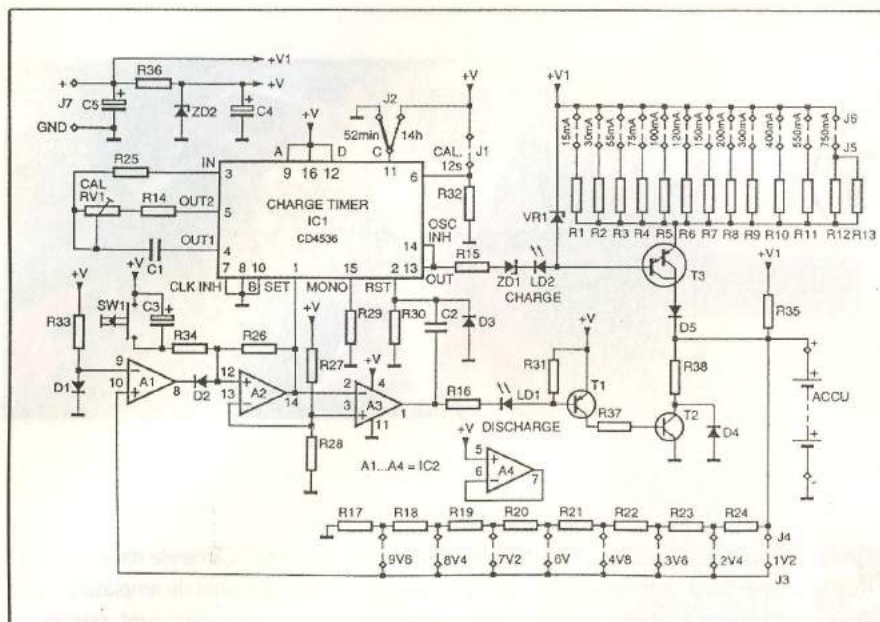 +V1
R36
+V
+
J7
C5
ZD2
C4
GND
J2
+V
52min
14h
+V
A
D
C
CAL.
12s
J1
9
16
12
11
R25
IN
3
6
R32
CAL
RV1
R14
OUT2
5
CHARGE TIMER
IC1
CD4536
OUT1
4
C1
OSC
INH
14
7
8
10
1
15
2
13
CLK INH
B
SET
MONO
RST
OUT
R15
ZD1
LD2
CHARGE
+V1
15mA
55mA
75mA
100mA
120mA
150mA
200mA
300mA
400mA
550mA
750mA
J6
J5
VR1
R1
R2
R3
R4
R5
R6
R7
R8
R9
R10
R11
R12
R13
T3
+V1
R35
D5
+V
+V
SW1
C3
R33
R34
R26
+V
R27
R29
R30
C2
D3
D1
9
10
A1
8
D2
12
13
A2
14
R28
+V
2
3
A3
4
11
1
R16
LD1
DISCHARGE
+V
R31
T1
R37
T2
R38
D4
+
+
ACCU
+
-
A1...A4 = IC2
+V
5
6
A4
7
R17
R18
R19
R20
R21
R22
R23
R24
J4
9V6
8V4
7V2
6V
4V8
3V6
2V4
1V2
J3